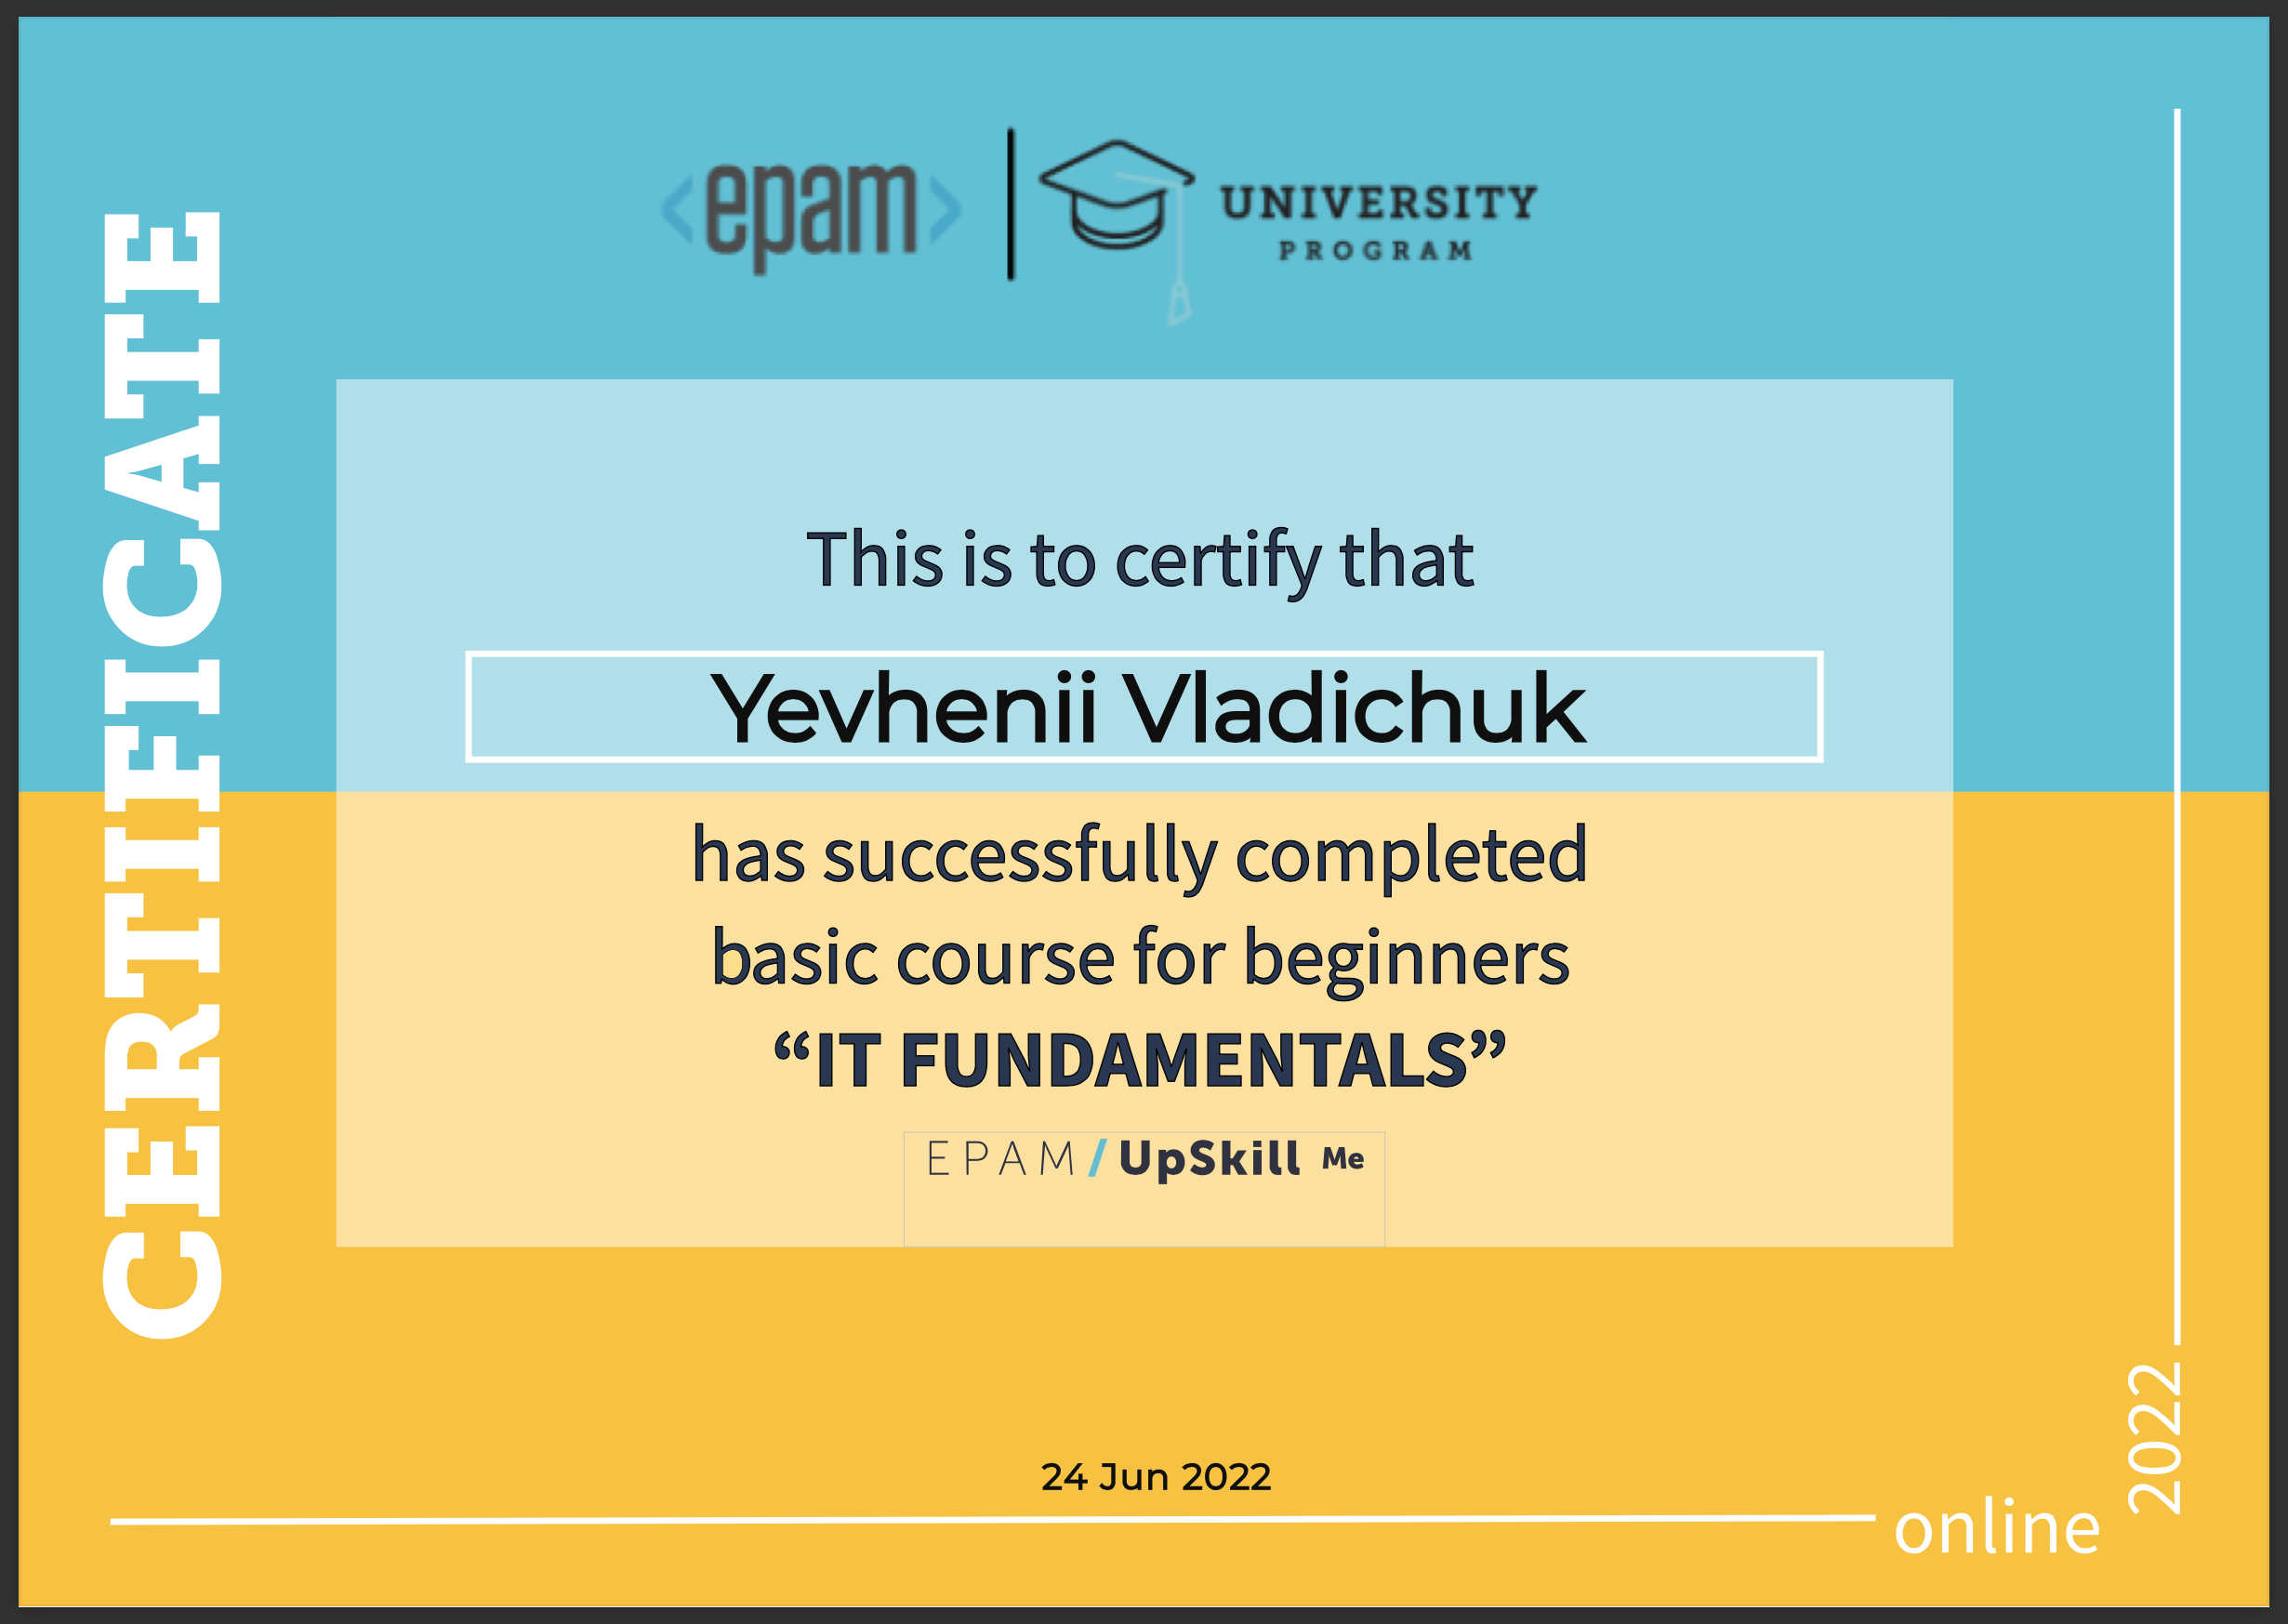 CERTIFICATE
<epam>
UNIVERSITY
PROGRAM
This is to certify that
Yevhenii Vladichuk
has successfully completed
basic course for beginners
“IT FUNDAMENTALS”
EPAM/UpSkill Me
24 Jun 2022
online
2022